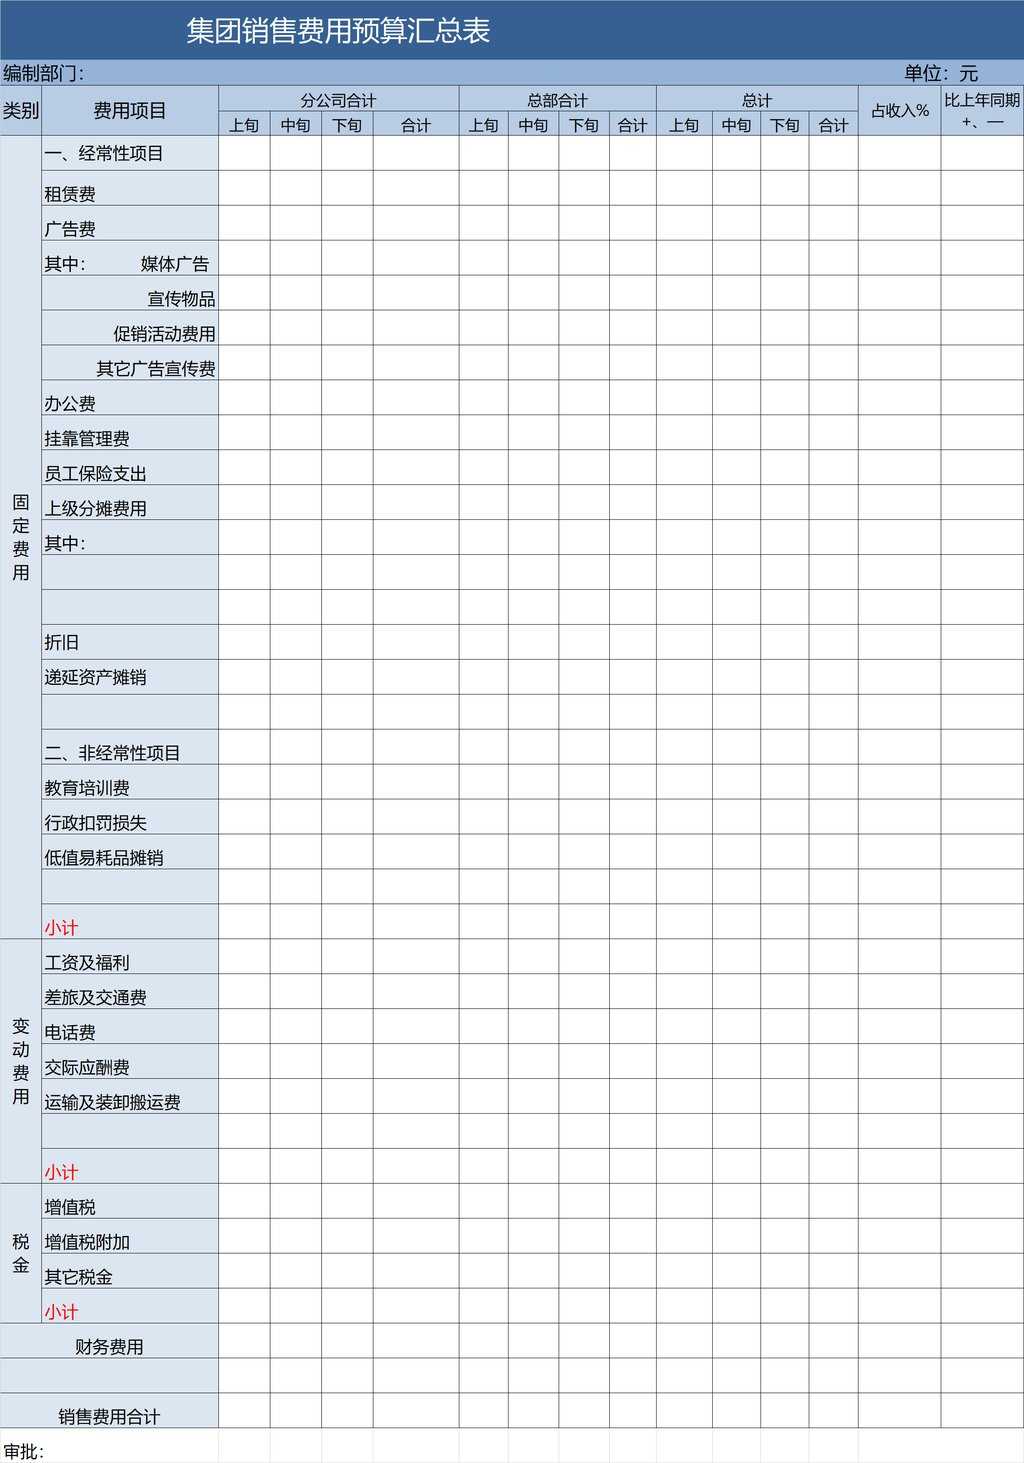 集团销售费用预算汇总表
编制部门： 单位：元
类别 费用项目 分公司合计 总部合计 总计 占收入% 比上年同期
+、—
上旬 中旬 下旬 合计 上旬 中旬 下旬 合计 上旬 中旬 下旬 合计
固定费用
一、经常性项目
租赁费
广告费
其中： 媒体广告
宣传物品
促销活动费用
其它广告宣传费
办公费
挂靠管理费
员工保险支出
上级分摊费用
其中：
折旧
递延资产摊销
二、非经常性项目
教育培训费
行政扣罚损失
低值易耗品摊销
小计
变动费用
工资及福利
差旅及交通费
电话费
交际应酬费
运输及装卸搬运费
小计
税金
增值税
增值税附加
其它税金
小计
财务费用
销售费用合计
审批：